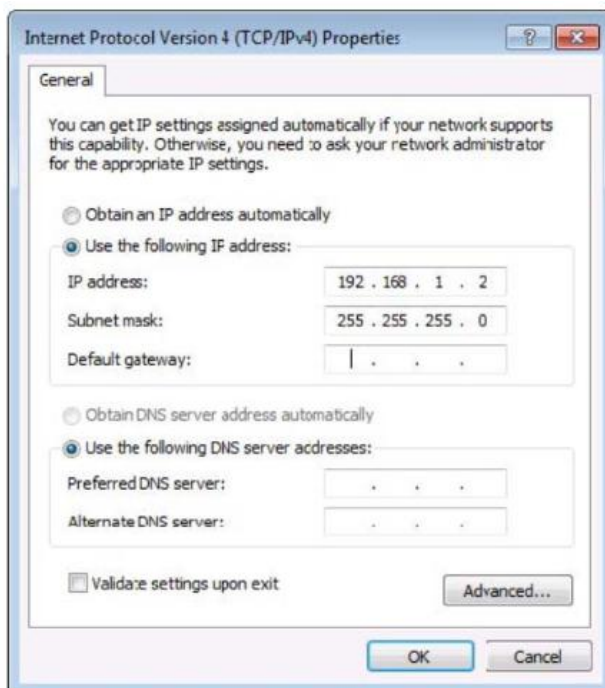 Internet Protocol Version 4 (TCP/IPv4) Properties
General
You can get IP settings assigned automatically if your network supports
this capability. Otherwise, you need to ask your network administrator
for the appropriate IP settings.
Obtain an IP address automatically
Use the following IP address:
IP address: 192 . 168 . 1 . 2
Subnet mask: 255 . 255 . 255 . 0
Default gateway: . . .
Obtain DNS server address automatically
Use the following DNS server addresses:
Preferred DNS server: . . .
Alternate DNS server: . . .
Validate settings upon exit
Advanced...
OK Cancel